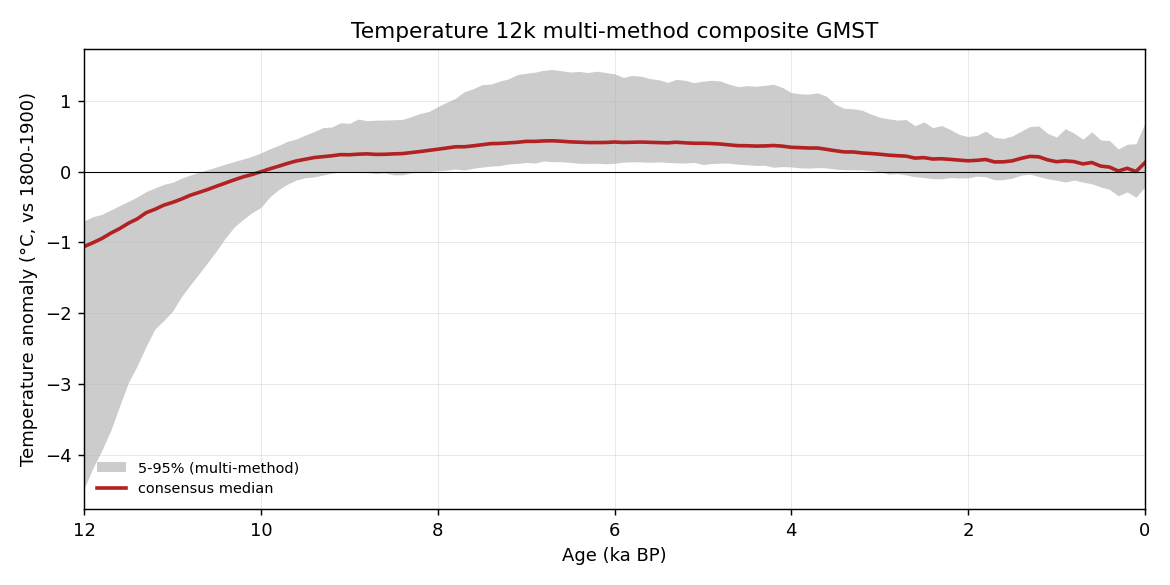 Temperature 12k multi-method composite GMST
Temperature anomaly (°C, vs 1800-1900)
1
0
−1
−2
−3
−4
5-95% (multi-method)
consensus median
12
10
8
6
4
2
0
Age (ka BP)